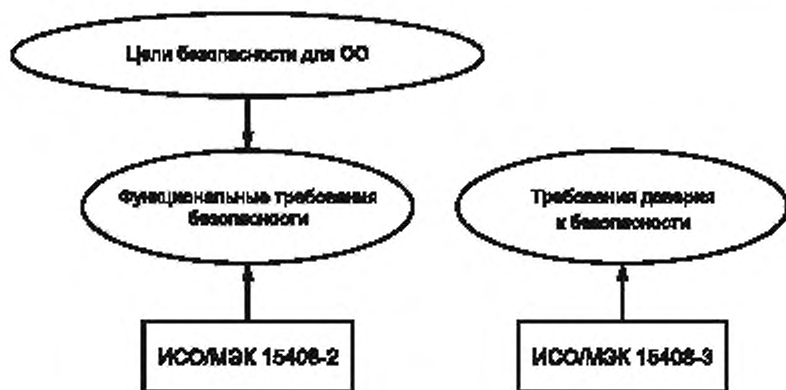 Цели безопасности для ОО
Функциональные требования
безопасности
Требования доверия
к безопасности
ИСО/МЭК 15408-2
ИСО/МЭК 15408-3